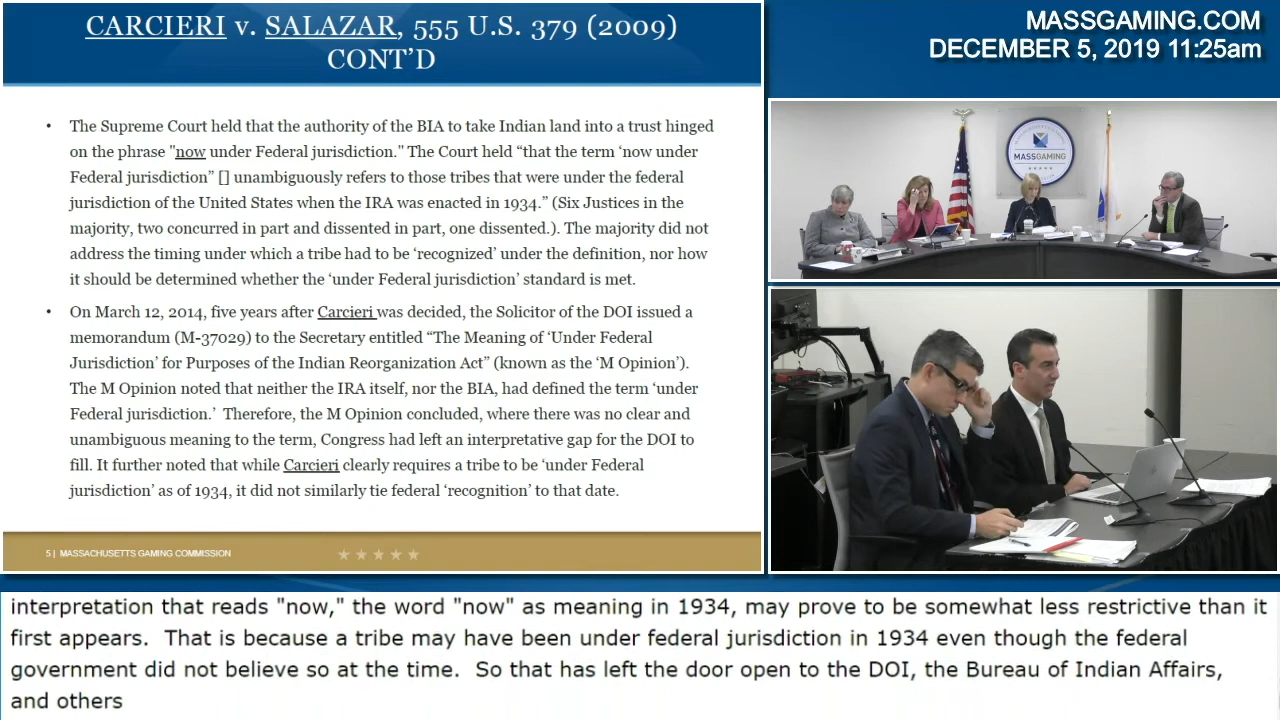 CARCIERI v. SALAZAR, 555 U.S. 379 (2009)
CONT’D
MASSGAMING.COM
DECEMBER 5, 2019 11:25am
• The Supreme Court held that the authority of the BIA to take Indian land into a trust hinged
on the phrase "now under Federal jurisdiction." The Court held “that the term ‘now under
Federal jurisdiction” [] unambiguously refers to those tribes that were under the federal
jurisdiction of the United States when the IRA was enacted in 1934.” (Six Justices in the
majority, two concurred in part and dissented in part, one dissented.). The majority did not
address the timing under which a tribe had to be ‘recognized’ under the definition, nor how
it should be determined whether the ‘under Federal jurisdiction’ standard is met.
• On March 12, 2014, five years after Carcieri was decided, the Solicitor of the DOI issued a
memorandum (M-37029) to the Secretary entitled “The Meaning of ‘Under Federal
Jurisdiction’ for Purposes of the Indian Reorganization Act” (known as the ‘M Opinion’).
The M Opinion noted that neither the IRA itself, nor the BIA, had defined the term ‘under
Federal jurisdiction.’ Therefore, the M Opinion concluded, where there was no clear and
unambiguous meaning to the term, Congress had left an interpretative gap for the DOI to
fill. It further noted that while Carcieri clearly requires a tribe to be ‘under Federal
jurisdiction’ as of 1934, it did not similarly tie federal ‘recognition’ to that date.
5 | MASSACHUSETTS GAMING COMMISSION
MASSGAMING
interpretation that reads "now," the word "now" as meaning in 1934, may prove to be somewhat less restrictive than it
first appears. That is because a tribe may have been under federal jurisdiction in 1934 even though the federal
government did not believe so at the time. So that has left the door open to the DOI, the Bureau of Indian Affairs,
and others